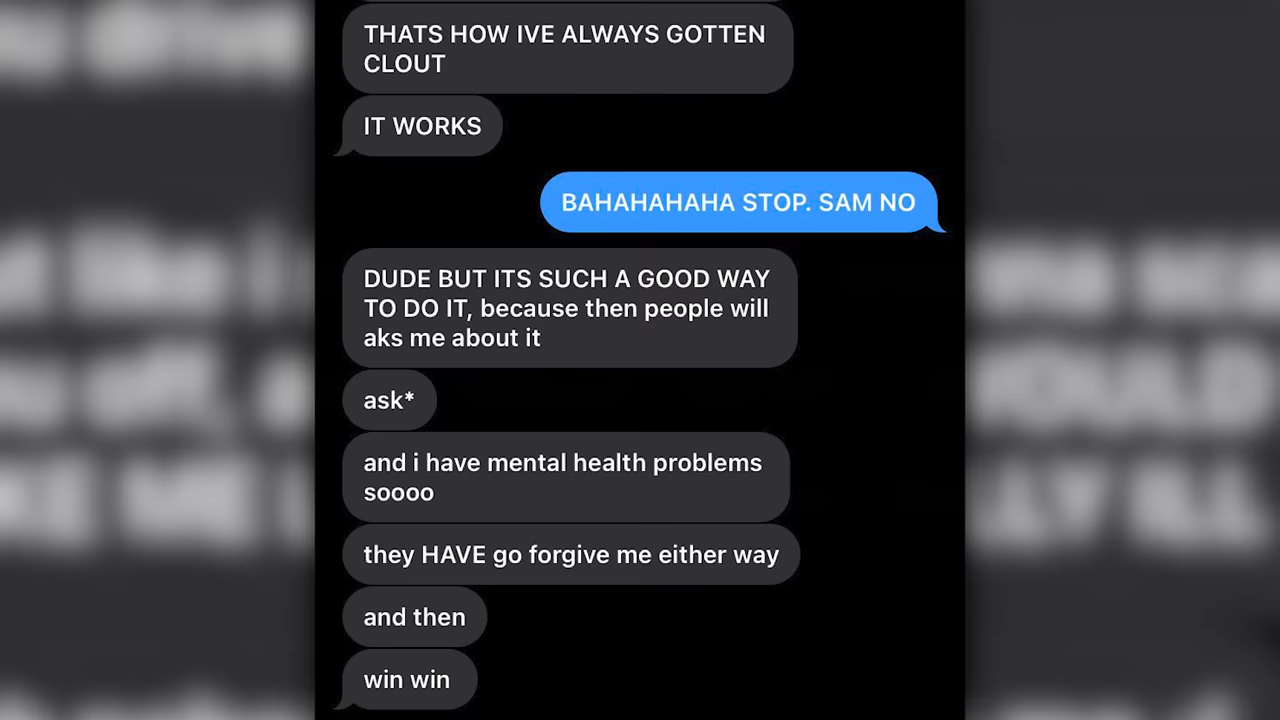 THATS HOW IVE ALWAYS GOTTEN
CLOUT
IT WORKS
BAHAHAHAHA STOP. SAM NO
DUDE BUT ITS SUCH A GOOD WAY
TO DO IT, because then people will
aks me about it
ask*
and i have mental health problems
soooo
they HAVE go forgive me either way
and then
win win